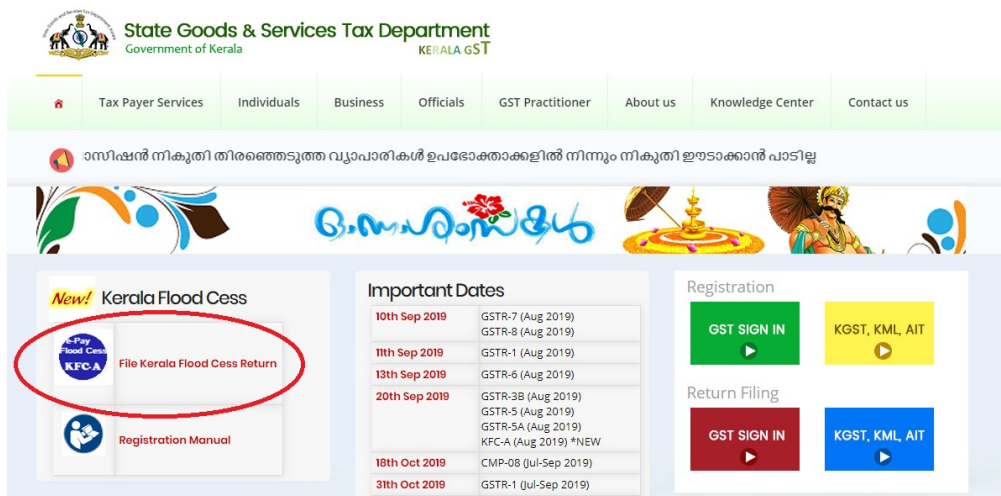 State Goods & Services Tax Department
Government of Kerala
KERALA GST
Tax Payer Services Individuals Business Officials GST Practitioner About us Knowledge Center Contact us
നികുതി തിരഞ്ഞെടുത്ത വ്യാപാരികൾ ഉപഭോക്താക്കളിൽ നിന്നും നികുതി ഈടാക്കാൻ പാടില്ല
ഓണാശംസകൾ
New! Kerala Flood Cess
e-Pay
Flood Cess
KFC-A
File Kerala Flood Cess Return
Registration Manual
Important Dates
10th Sep 2019 GSTR-7 (Aug 2019)
GSTR-8 (Aug 2019)
11th Sep 2019 GSTR-1 (Aug 2019)
13th Sep 2019 GSTR-6 (Aug 2019)
20th Sep 2019 GSTR-3B (Aug 2019)
GSTR-5 (Aug 2019)
GSTR-5A (Aug 2019)
KFC-A (Aug 2019) *NEW
18th Oct 2019 CMP-08 (Jul-Sep 2019)
31th Oct 2019 GSTR-1 (Jul-Sep 2019)
Registration
GST SIGN IN
KGST, KML, AIT
Return Filing
GST SIGN IN
KGST, KML, AIT